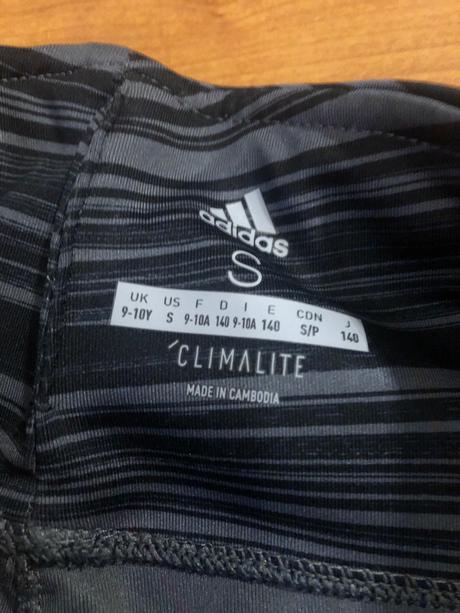 adidas
S
UK US F D I E CDN J
9-10Y S 9-10A 140 9-10A 140 S/P 140
CLIMALITE
MADE IN CAMBODIA